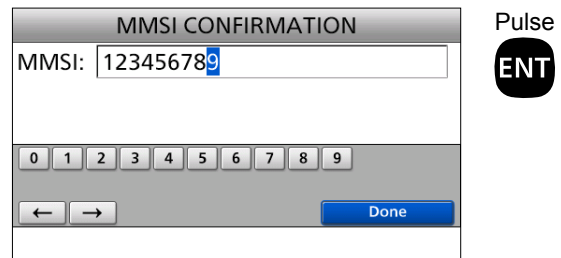 MMSI CONFIRMATION
MMSI: 123456789
0 1 2 3 4 5 6 7 8 9
← →
Done
Pulse
ENT